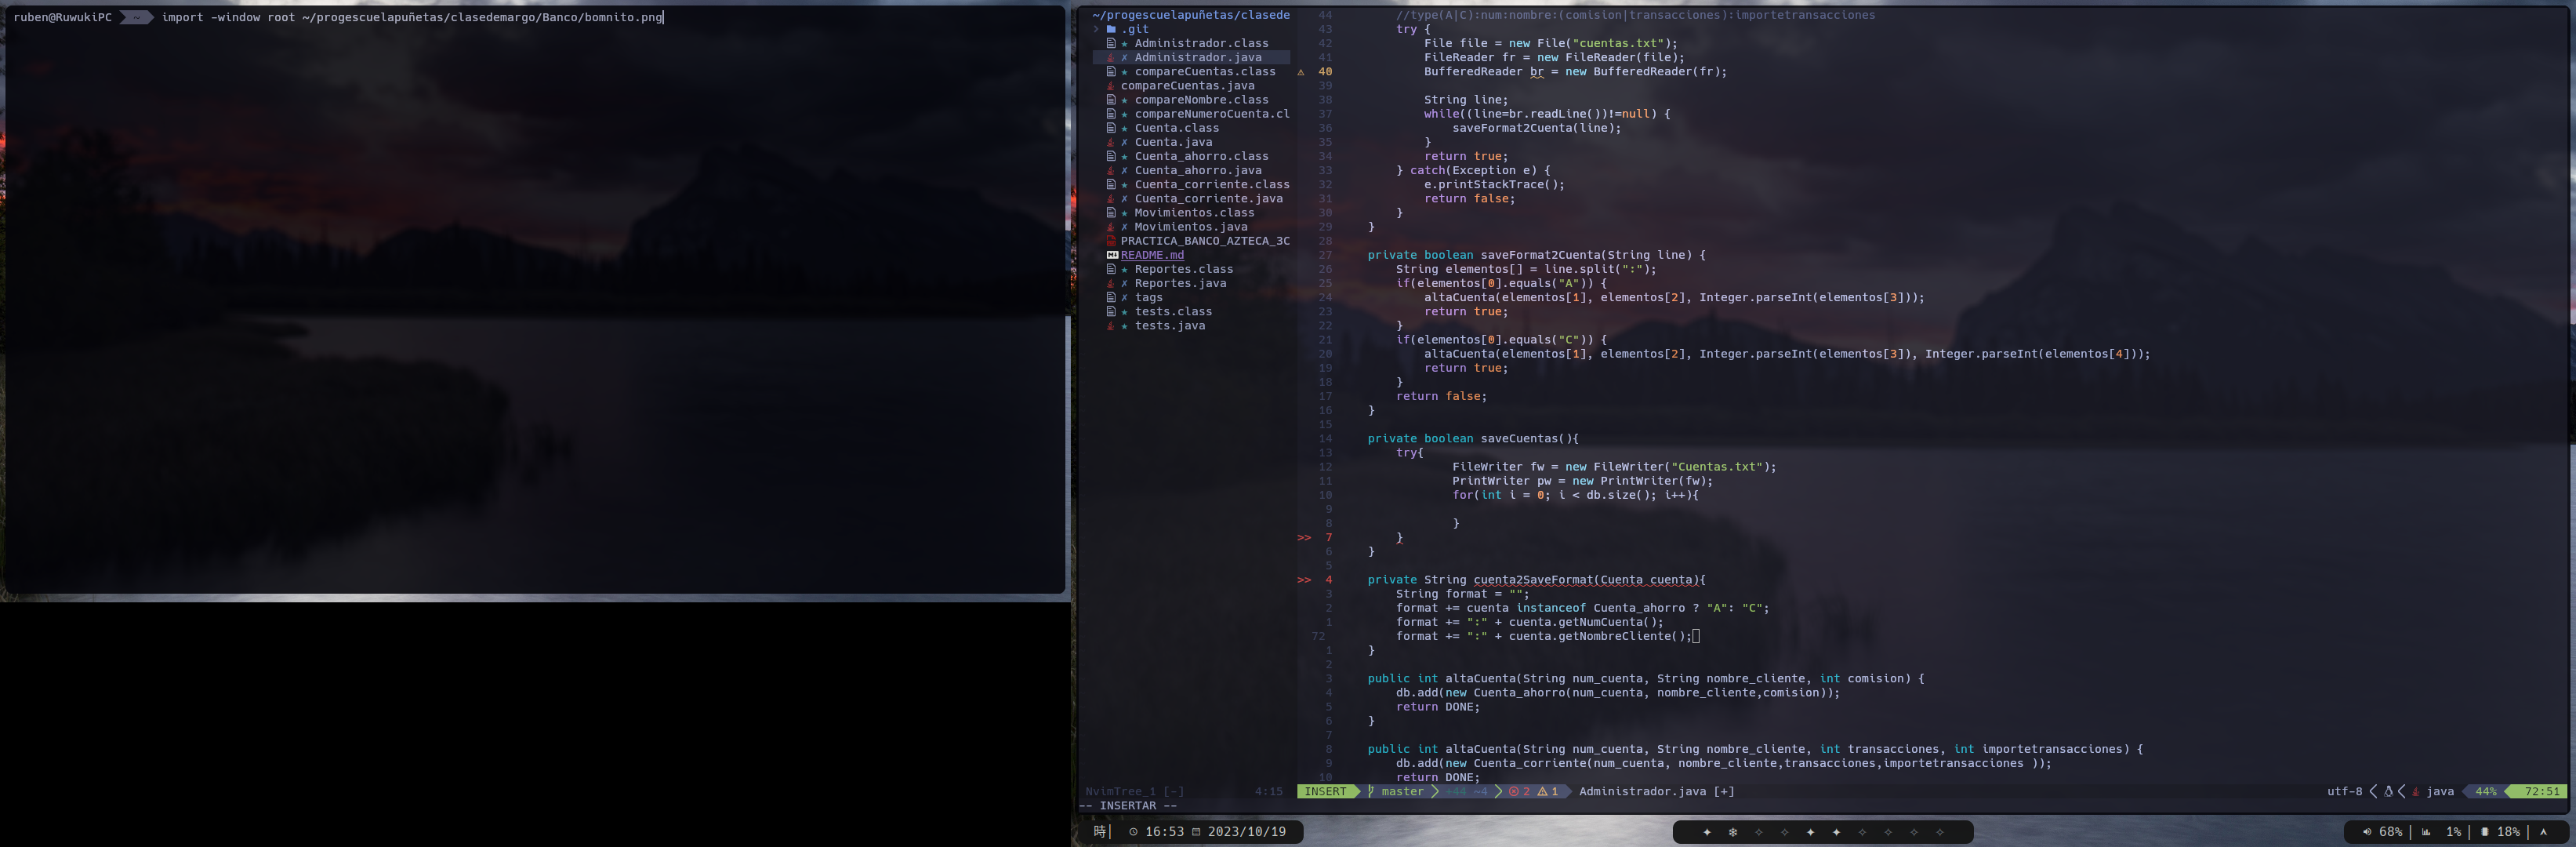 ruben@RuwukiPC ~ import -window root ~/progescuelapuñetas/clasedemargo/Banco/bomnito.png
~/progescuelapuñetas/clasede
.git
Administrador.class
Administrador.java
compareCuentas.class
compareCuentas.java
compareNombre.class
compareNumeroCuenta.cl
Cuenta.class
Cuenta.java
Cuenta_ahorro.class
Cuenta_ahorro.java
Cuenta_corriente.class
Cuenta_corriente.java
Movimientos.class
Movimientos.java
PRACTICA_BANCO_AZTECA_3C
README.md
Reportes.class
Reportes.java
tags
tests.class
tests.java
NvimTree_1 [-] 4:15
44 //type(A|C):num:nombre:(comision|transacciones):importetransacciones
43 try {
42 File file = new File("cuentas.txt");
41 FileReader fr = new FileReader(file);
40 BufferedReader br = new BufferedReader(fr);
39
38 String line;
37 while((line=br.readLine())!=null) {
36 saveFormat2Cuenta(line);
35 }
34 return true;
33 } catch(Exception e) {
32 e.printStackTrace();
31 return false;
30 }
29 }
28
27 private boolean saveFormat2Cuenta(String line) {
26 String elementos[] = line.split(":");
25 if(elementos[0].equals("A")) {
24 altaCuenta(elementos[1], elementos[2], Integer.parseInt(elementos[3]));
23 return true;
22 }
21 if(elementos[0].equals("C")) {
20 altaCuenta(elementos[1], elementos[2], Integer.parseInt(elementos[3]), Integer.parseInt(elementos[4]));
19 return true;
18 }
17 return false;
16 }
15
14 private boolean saveCuentas(){
13 try{
12 FileWriter fw = new FileWriter("Cuentas.txt");
11 PrintWriter pw = new PrintWriter(fw);
10 for(int i = 0; i < db.size(); i++){
9
8 }
>> 7 }
6 }
5
>> 4 private String cuenta2SaveFormat(Cuenta cuenta){
3 String format = "";
2 format += cuenta instanceof Cuenta_ahorro ? "A": "C";
1 format += ":" + cuenta.getNumCuenta();
72 format += ":" + cuenta.getNombreCliente();
1 }
2
3 public int altaCuenta(String num_cuenta, String nombre_cliente, int comision) {
4 db.add(new Cuenta_ahorro(num_cuenta, nombre_cliente,comision));
5 return DONE;
6 }
7
8 public int altaCuenta(String num_cuenta, String nombre_cliente, int transacciones, int importetransacciones) {
9 db.add(new Cuenta_corriente(num_cuenta, nombre_cliente,transacciones,importetransacciones ));
10 return DONE;
INSERT master +44 ~4 2 1 Administrador.java [+] utf-8 java 44% 72:51
-- INSERTAR --
時| 16:53 2023/10/19
68% | 1% | 18% |